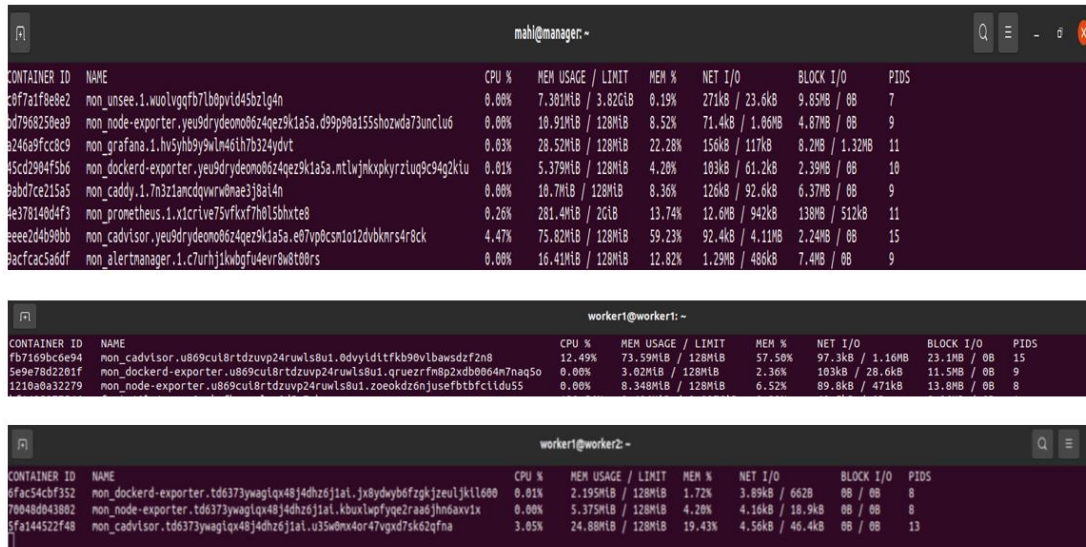 mahi@manager: ~
CONTAINER ID NAME CPU % MEM USAGE / LIMIT MEM % NET I/O BLOCK I/O PIDS
c0f7a1f8e8e2 mon_unsee.1.wuolvgqfb7lb0pvid45bzlg4n 0.00% 7.301MiB / 3.82GiB 0.19% 271kB / 23.6kB 9.85MB / 0B 7
bd7968250ea9 mon_node-exporter.yeu9drydeomo06z4qez9k1a5a.d99p90a155shozwda73unclu6 0.00% 10.91MiB / 128MiB 8.52% 71.4kB / 1.06MB 4.87MB / 0B 9
a246a9fcc8c9 mon_grafana.1.hv5yhb9y9wlm46ih7b324ydvt 0.03% 28.52MiB / 128MiB 22.28% 156kB / 117kB 8.2MB / 1.32MB 11
45cd2904f5b6 mon_dockerd-exporter.yeu9drydeomo06z4qez9k1a5a.mtlwjmkxpkyrziuq9c94g2kiu 0.01% 5.379MiB / 128MiB 4.20% 103kB / 61.2kB 2.39MB / 0B 10
9abd7ce215a5 mon_caddy.1.7n3z1amcdqvwrw0mae3j8ai4n 0.00% 10.7MiB / 128MiB 8.36% 126kB / 92.6kB 6.37MB / 0B 9
4e378140d4f3 mon_prometheus.1.x1crive75vfkxf7h0l5bhxte8 0.26% 281.4MiB / 2GiB 13.74% 12.6MB / 942kB 138MB / 512kB 11
eeee2d4b90bb mon_cadvisor.yeu9drydeomo06z4qez9k1a5a.e07vp0csm1o12dvbkmrs4r8ck 4.47% 75.82MiB / 128MiB 59.23% 92.4kB / 4.11MB 2.24MB / 0B 15
9acfcac5a6df mon_alertmanager.1.c7urhj1kwbgfu4evr8w8t00rs 0.00% 16.41MiB / 128MiB 12.82% 1.29MB / 486kB 7.4MB / 0B 9
worker1@worker1: ~
CONTAINER ID NAME CPU % MEM USAGE / LIMIT MEM % NET I/O BLOCK I/O PIDS
fb7169bc6e94 mon_cadvisor.u869cui8rtdzuvp24ruwls8u1.0dvyiditfkb90vlbawsdzf2n8 12.49% 73.59MiB / 128MiB 57.50% 97.3kB / 1.16MB 23.1MB / 0B 15
5e9e78d2201f mon_dockerd-exporter.u869cui8rtdzuvp24ruwls8u1.qruezrfm8p2xdb0064m7naq5o 0.00% 3.02MiB / 128MiB 2.36% 103kB / 28.6kB 11.5MB / 0B 9
1210a0a32279 mon_node-exporter.u869cui8rtdzuvp24ruwls8u1.zoeokdz6njusefbtbfciidu55 0.00% 8.348MiB / 128MiB 6.52% 89.8kB / 471kB 13.8MB / 0B 8
worker1@worker2: ~
CONTAINER ID NAME CPU % MEM USAGE / LIMIT MEM % NET I/O BLOCK I/O PIDS
6fac54cbf352 mon_dockerd-exporter.td6373ywagiqx48j4dhz6j1ai.jx8ydwyb6fzgkjzeuljkil600 0.01% 2.195MiB / 128MiB 1.72% 3.89kB / 662B 0B / 0B 8
70048d043802 mon_node-exporter.td6373ywagiqx48j4dhz6j1ai.kbuxlwpfyqe2raa6jhn6axv1x 0.00% 5.375MiB / 128MiB 4.20% 4.16kB / 18.9kB 0B / 0B 8
5fa144522f48 mon_cadvisor.td6373ywagiqx48j4dhz6j1ai.u35w0mx4or47vgxd7sk62qfna 3.05% 24.88MiB / 128MiB 19.43% 4.56kB / 46.4kB 0B / 0B 13